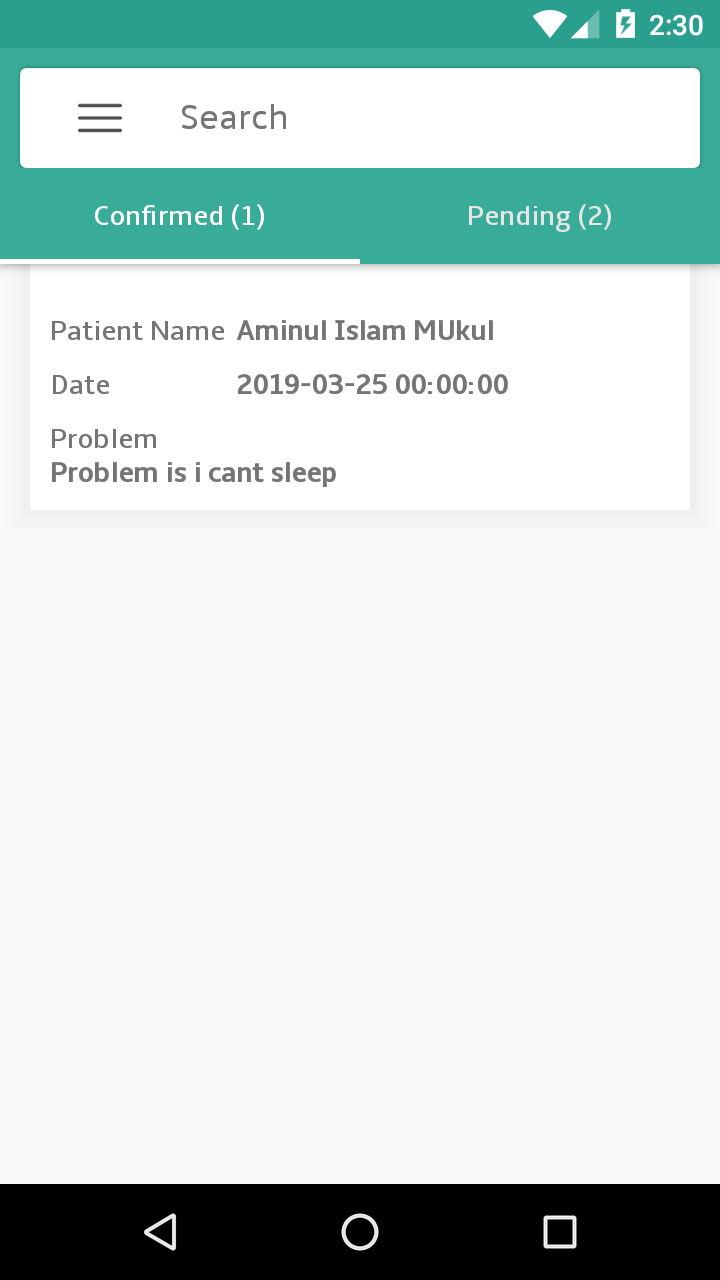 2:30
Search
Confirmed (1)
Pending (2)
Patient Name Aminul Islam MUkul
Date 2019-03-25 00:00:00
Problem
Problem is i cant sleep